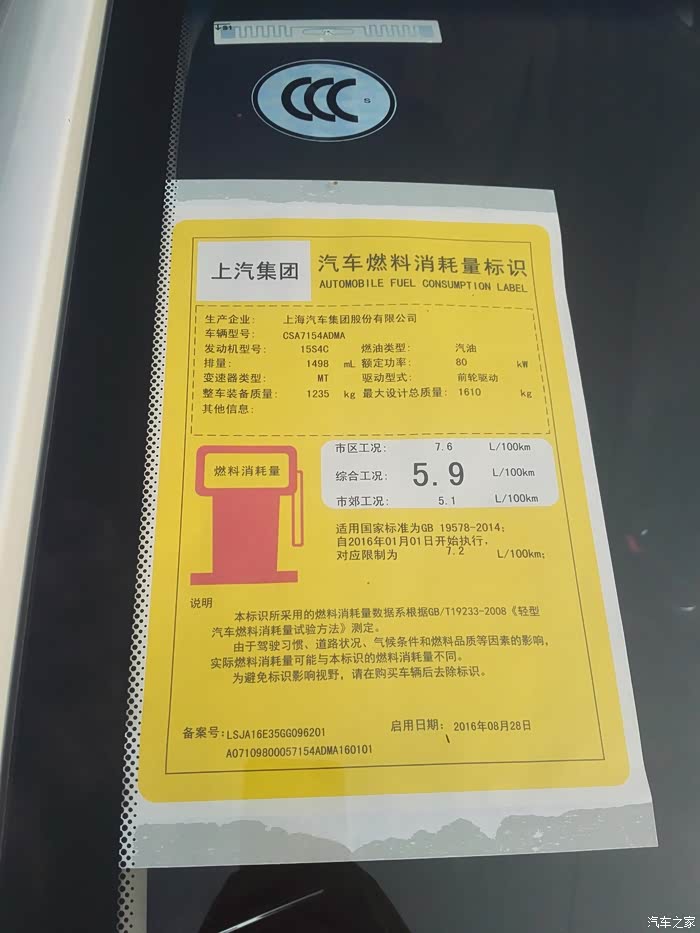 CCC
S
上汽集团
汽车燃料消耗量标识
AUTOMOBILE FUEL CONSUMPTION LABEL
生产企业: 上海汽车集团股份有限公司
车辆型号: CSA7154ADMA
发动机型号: 15S4C 燃油类型: 汽油
排量: 1498 mL 额定功率: 80 kW
变速器类型: MT 驱动型式: 前轮驱动
整车装备质量: 1235 kg 最大设计总质量: 1610 kg
其他信息:
燃料消耗量
市区工况: 7.6 L/100km
综合工况: 5.9 L/100km
市郊工况: 5.1 L/100km
适用国家标准为GB 19578-2014;
自2016年01月01日开始执行,
对应限制为 7.2 L/100km;
说明
本标识所采用的燃料消耗量数据系根据GB/T19233-2008《轻型
汽车燃料消耗量试验方法》测定。
由于驾驶习惯、道路状况、气候条件和燃料品质等因素的影响,
实际燃料消耗量可能与本标识的燃料消耗量不同。
为避免标识影响视野,请在购买车辆后去除标识。
备案号: LSJA16E35GG096201 启用日期: 2016年08月28日
A07109800057154ADMA160101
汽车之家